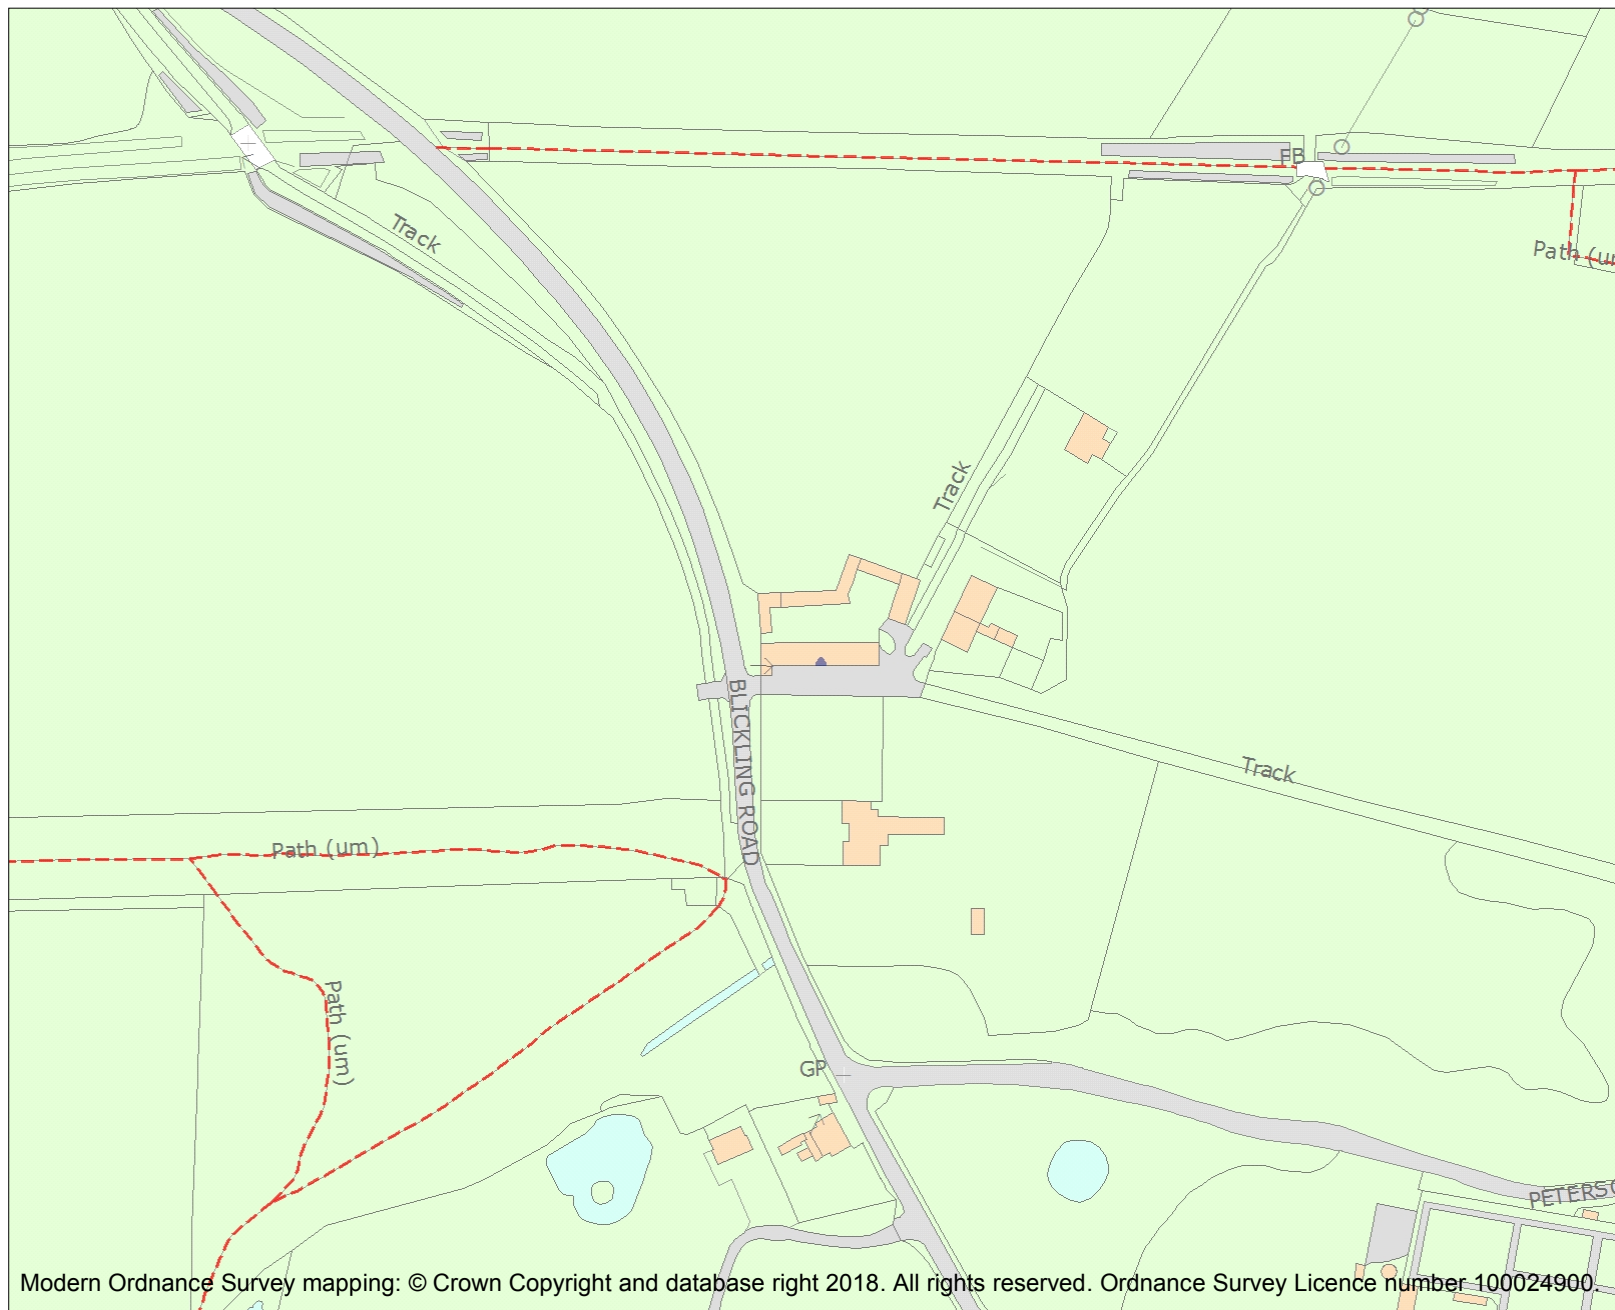 FB
Track
Path (u
Track
BLICKLING ROAD
Track
Path (um)
Path (um)
GP
PETERS
Modern Ordnance Survey mapping: © Crown Copyright and database right 2018. All rights reserved. Ordnance Survey Licence number 100024900.